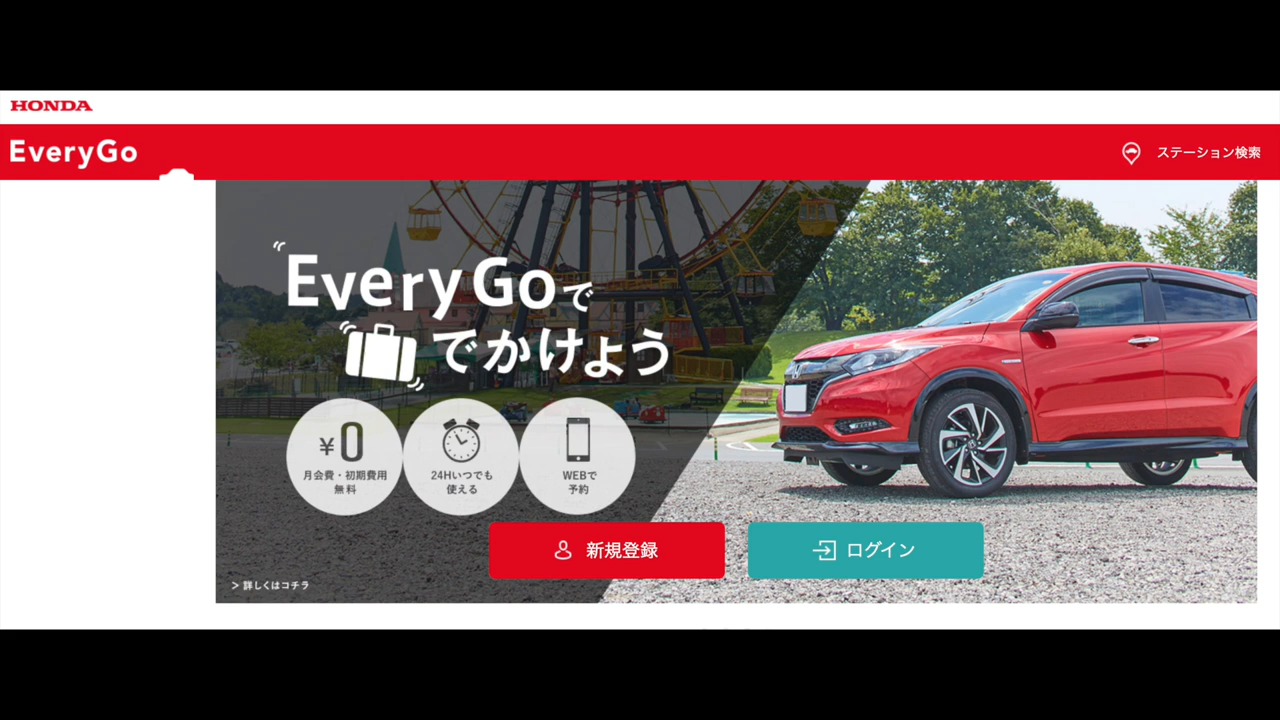 HONDA
EveryGo
ステーション検索
EveryGoで
でかけよう
¥0
月会費・初期費用
無料
24Hいつでも
使える
WEBで
予約
新規登録
ログイン
> 詳しくはコチラ